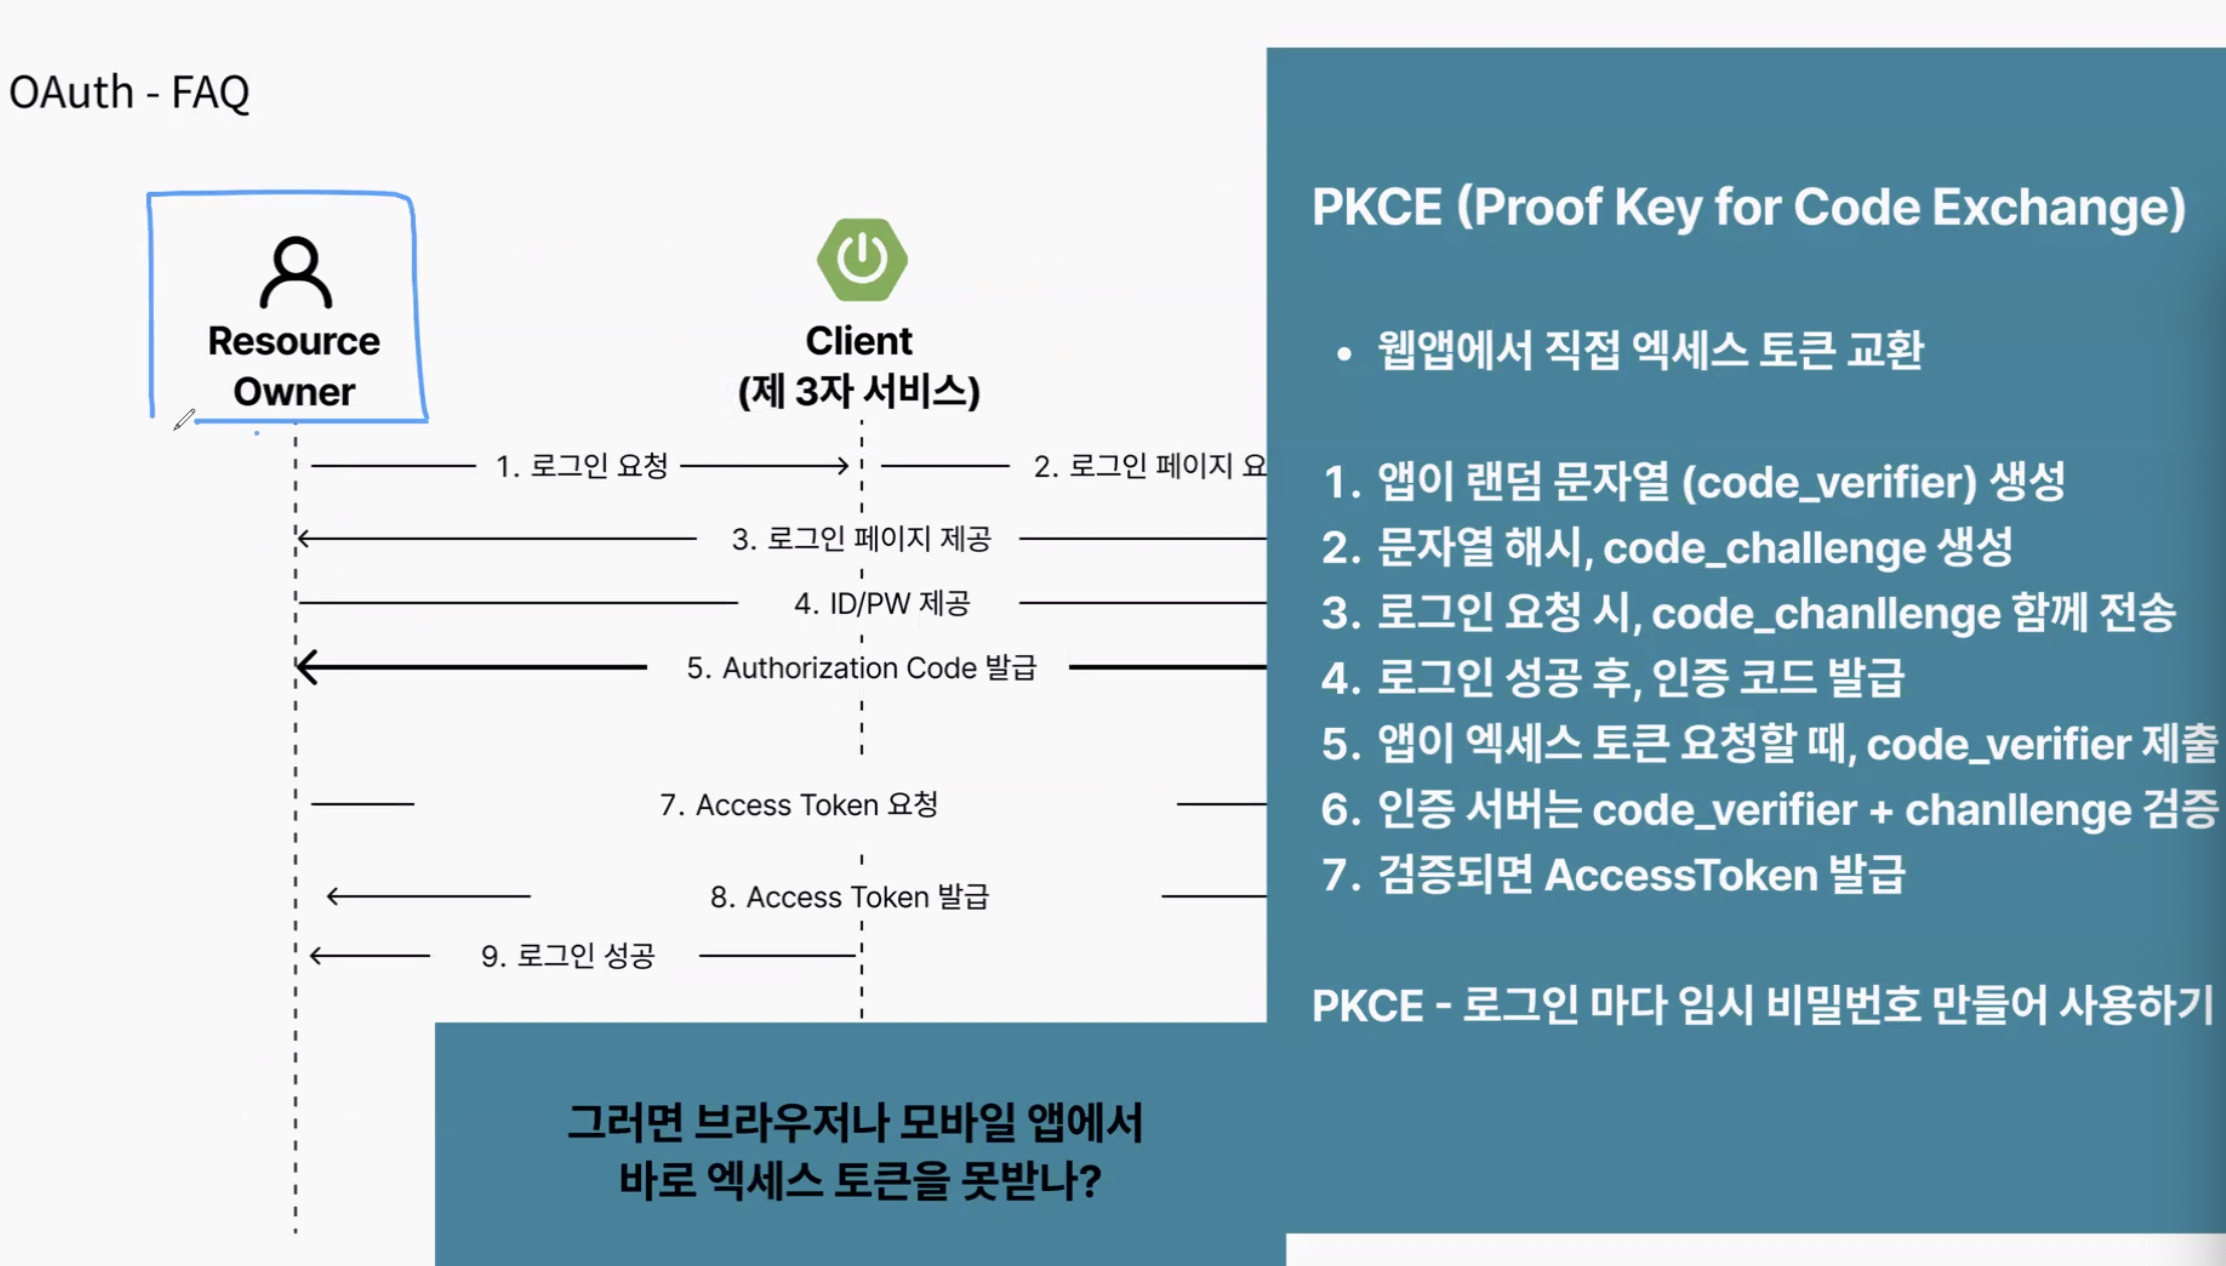 OAuth - FAQ
Resource
Owner
Client
(제 3자 서비스)
1. 로그인 요청
2. 로그인 페이지 요
3. 로그인 페이지 제공
4. ID/PW 제공
5. Authorization Code 발급
7. Access Token 요청
8. Access Token 발급
9. 로그인 성공
그러면 브라우저나 모바일 앱에서
바로 엑세스 토큰을 못받나?
PKCE (Proof Key for Code Exchange)
• 웹앱에서 직접 엑세스 토큰 교환
1. 앱이 랜덤 문자열 (code_verifier) 생성
2. 문자열 해시, code_challenge 생성
3. 로그인 요청 시, code_chanllenge 함께 전송
4. 로그인 성공 후, 인증 코드 발급
5. 앱이 엑세스 토큰 요청할 때, code_verifier 제출
6. 인증 서버는 code_verifier + chanllenge 검증
7. 검증되면 AccessToken 발급
PKCE - 로그인 마다 임시 비밀번호 만들어 사용하기